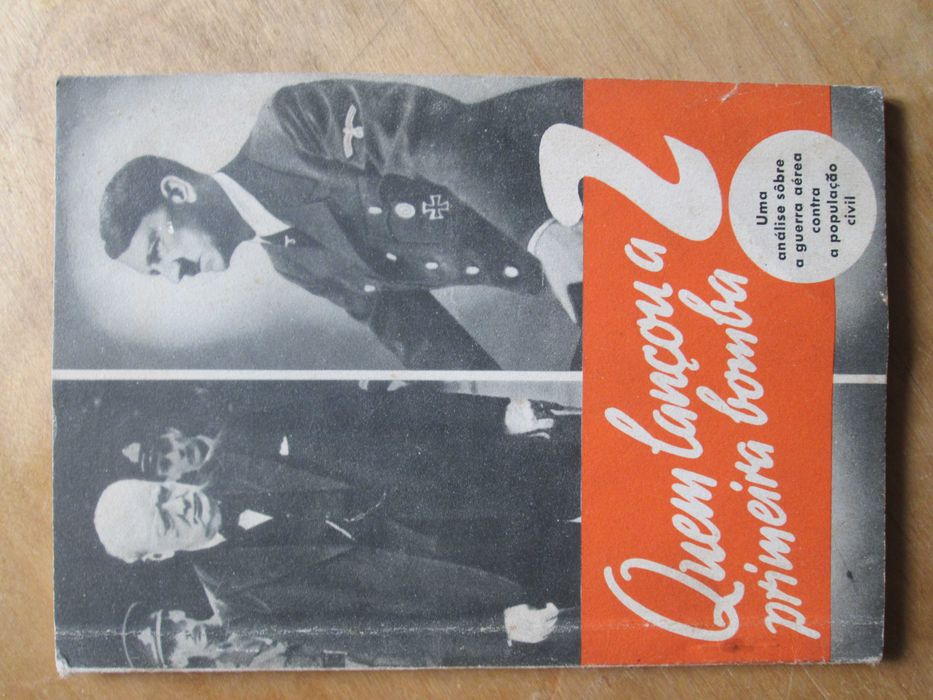 Quem lançou a
primeira bomba?
Uma
análise sôbre
a guerra aérea
contra
a população
civil